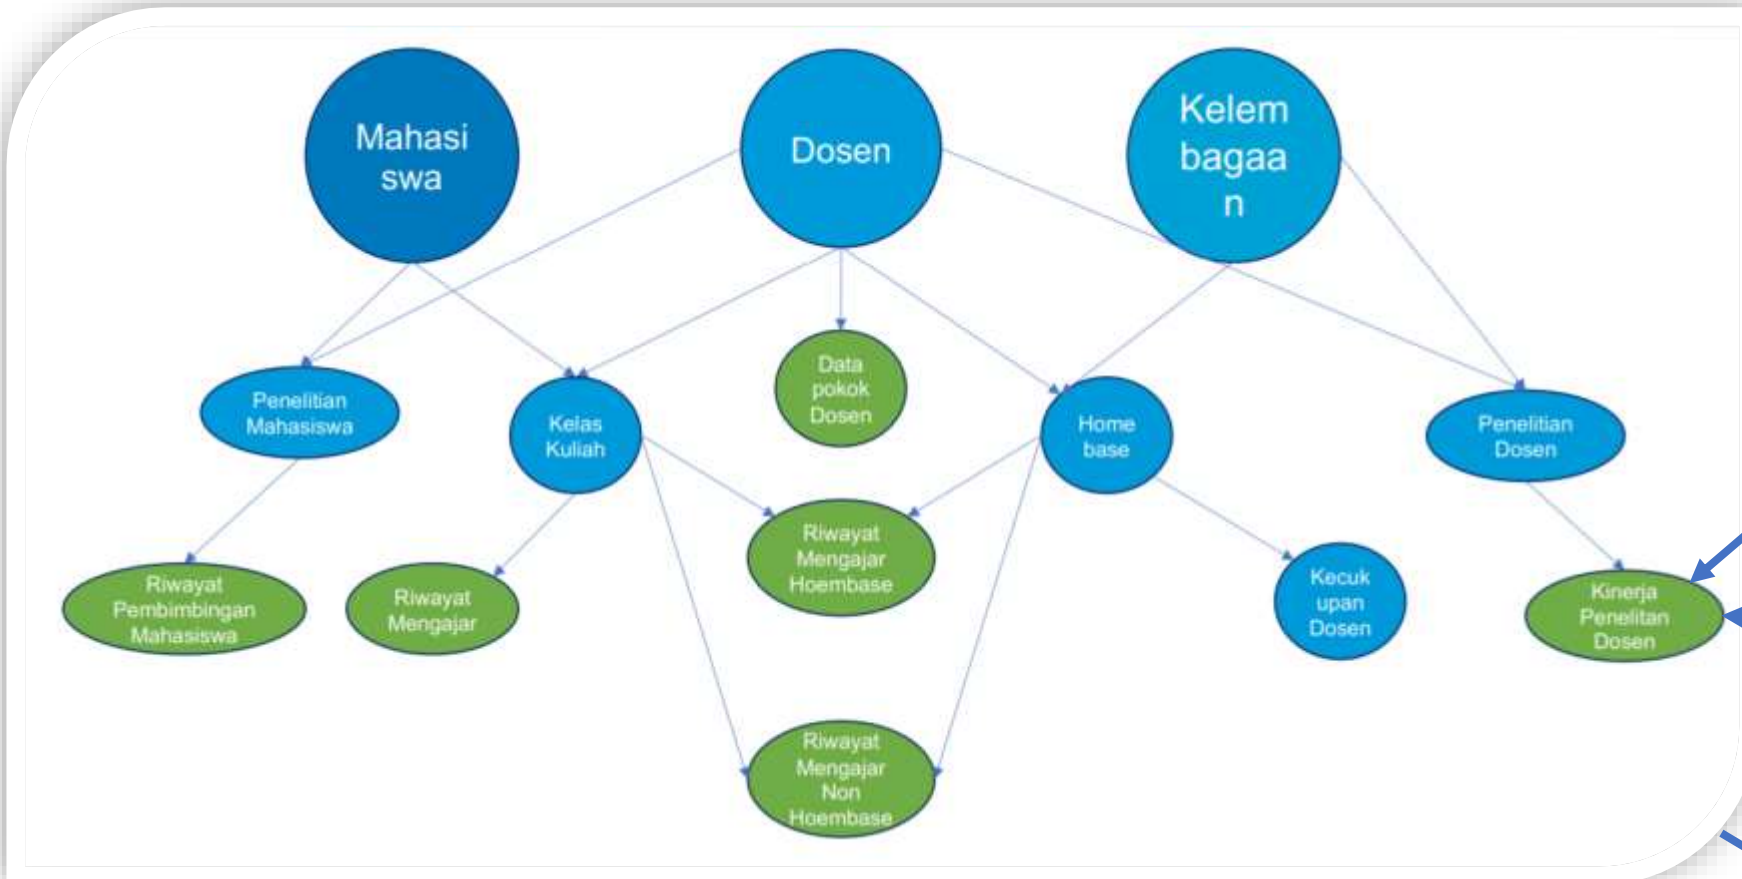 Mahasi
swa
Dosen
Kelem
bagaa
n
Penelitian
Mahasiswa
Kelas
Kuliah
Data
pokok
Dosen
Home
base
Penelitian
Dosen
Riwayat
Pembimbingan
Mahasiswa
Riwayat
Mengajar
Riwayat
Mengajar
Hoembase
Kecuk
upan
Dosen
Kinerja
Penelitan
Dosen
Riwayat
Mengajar
Non
Hoembase